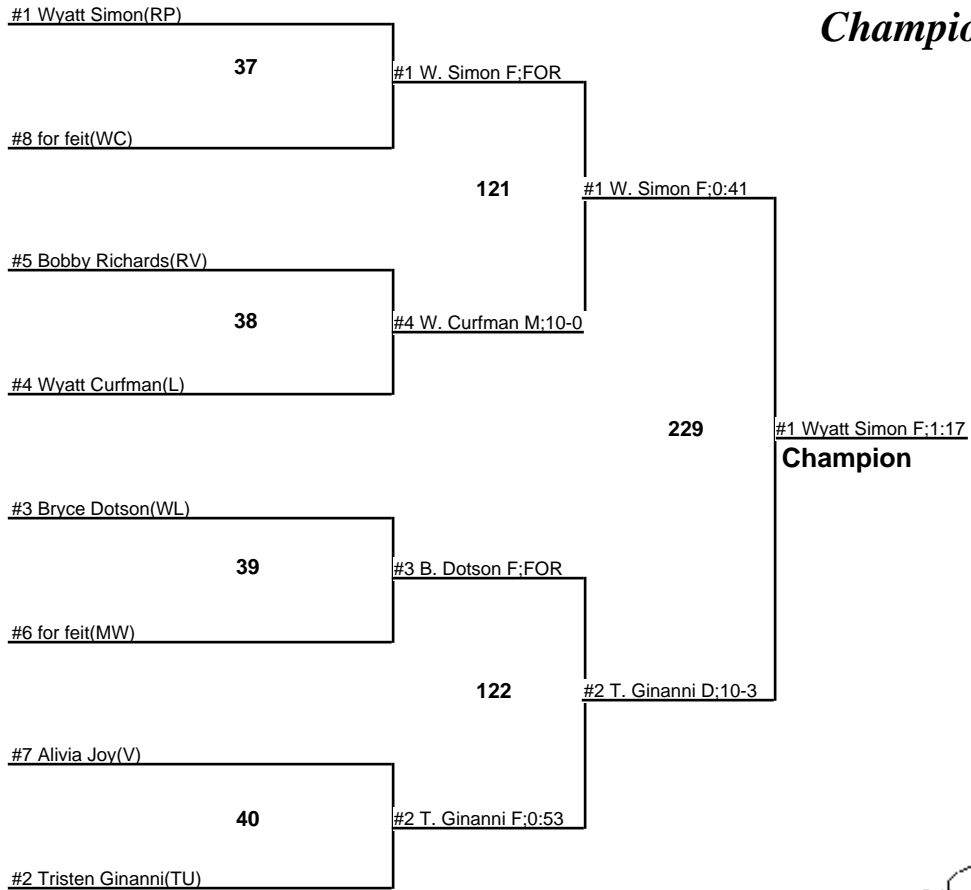 #1 Wyatt Simon(RP)
Champio
37
#1 W. Simon F;FOR
#8 for feit(WC)
121
#1 W. Simon F;0:41
#5 Bobby Richards(RV)
38
#4 W. Curfman M;10-0
#4 Wyatt Curfman(L)
229
#1 Wyatt Simon F;1:17
Champion
#3 Bryce Dotson(WL)
39
#3 B. Dotson F;FOR
#6 for feit(MW)
122
#2 T. Ginanni D;10-3
#7 Alivia Joy(V)
40
#2 T. Ginanni F;0:53
#2 Tristen Ginanni(TU)